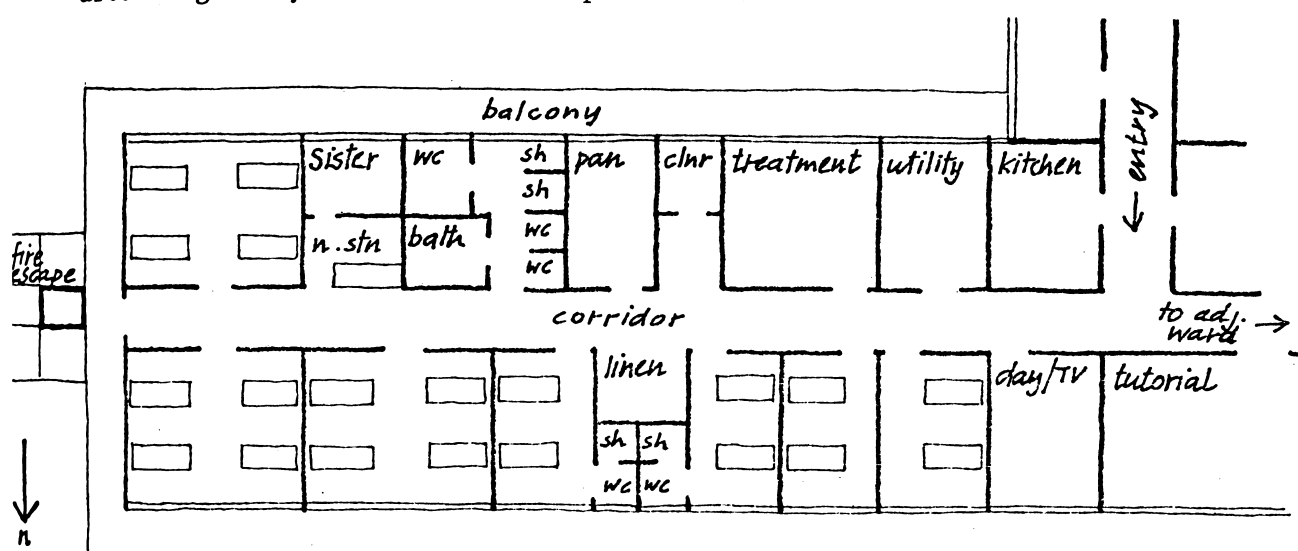 balcony
entry
Sister
wc
sh
pan
clnr
treatment
utility
kitchen
sh
n. stn
bath
wc
wc
fire
escape
corridor
to adj.
ward
linen
day/TV
tutorial
sh
sh
wc
wc
n